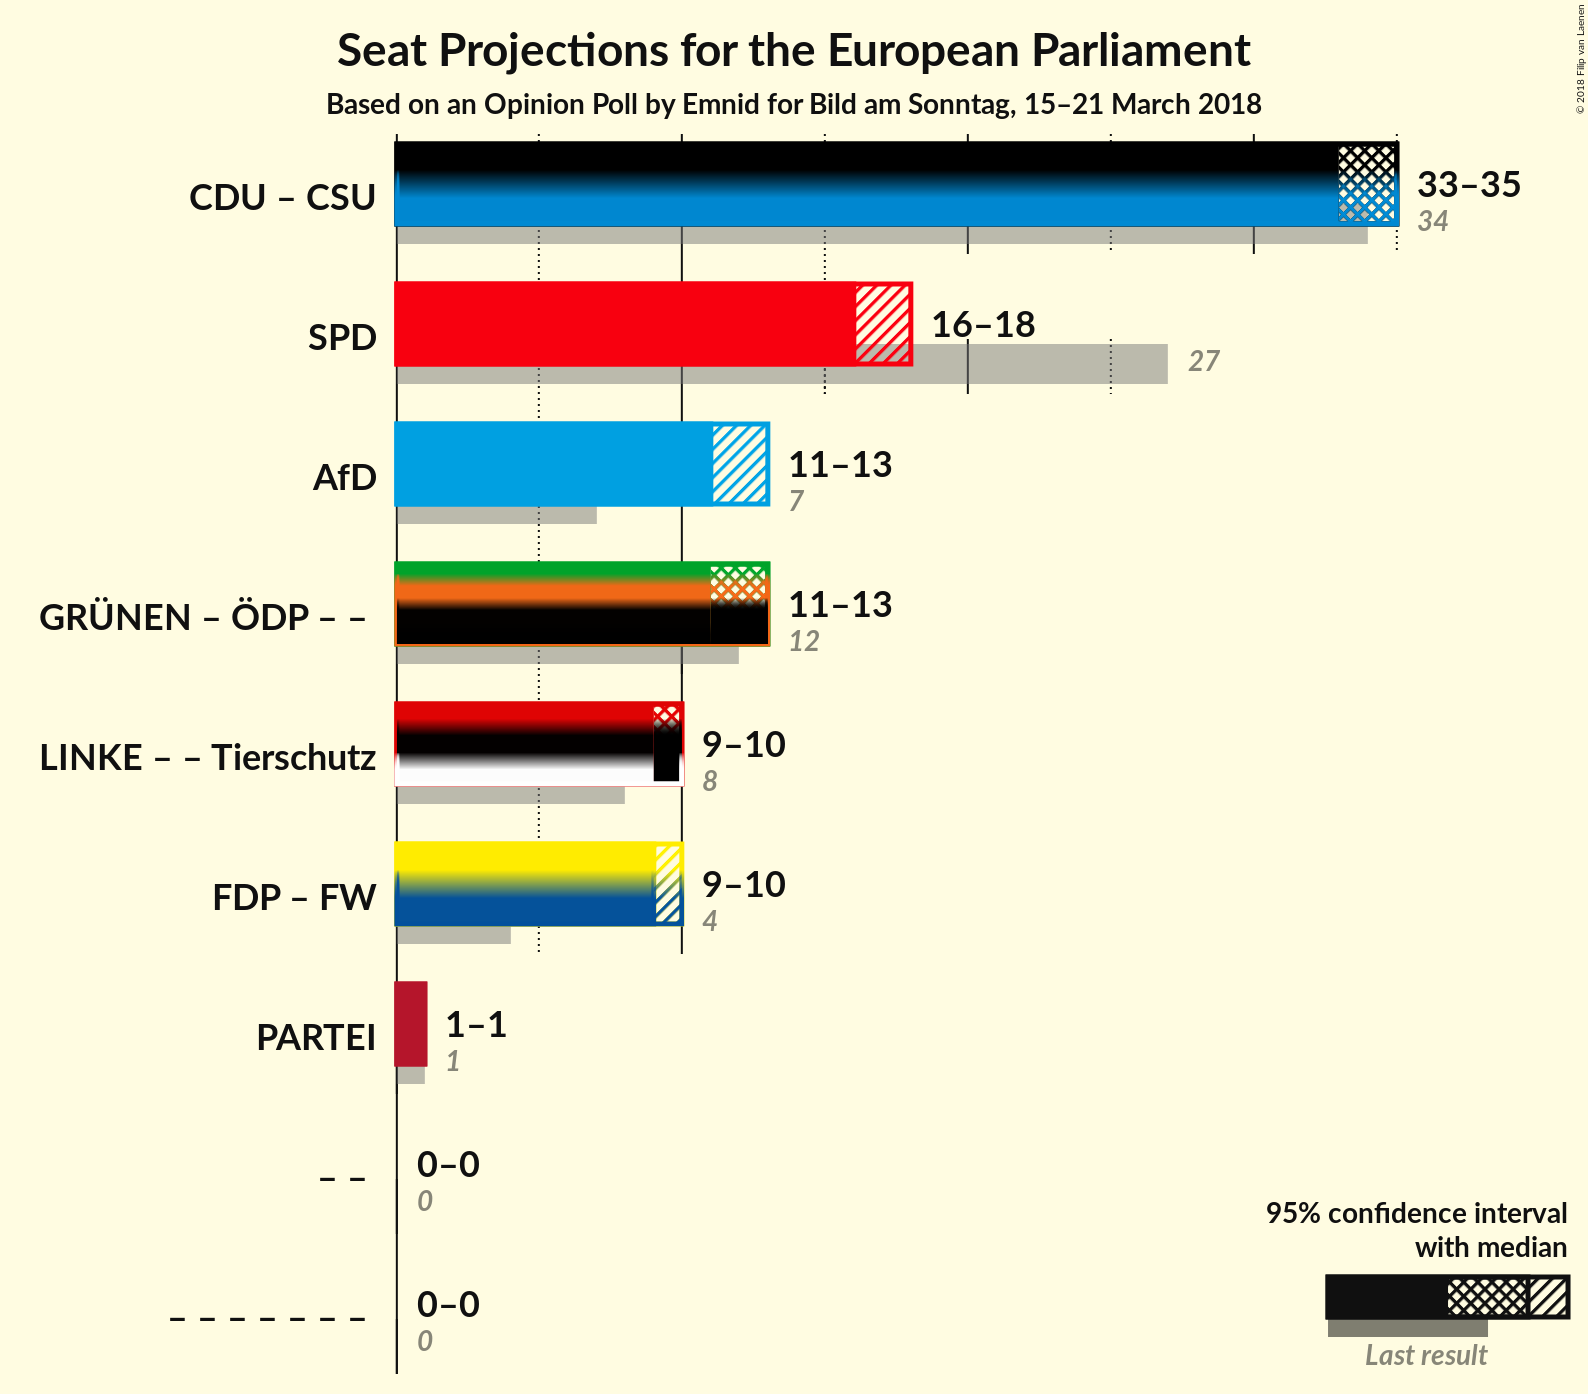 Seat Projections for the European Parliament
Based on an Opinion Poll by Emnid for Bild am Sonntag, 15–21 March 2018
© 2018 Filip van Laenen
CDU – CSU
33–35
34
SPD
16–18
27
AfD
11–13
7
GRÜNEN – ÖDP – –
11–13
12
LINKE – – Tierschutz
9–10
8
FDP – FW
9–10
4
PARTEI
1–1
1
– –
0–0
0
– – – – – – –
0–0
0
95% confidence interval
with median
Last result